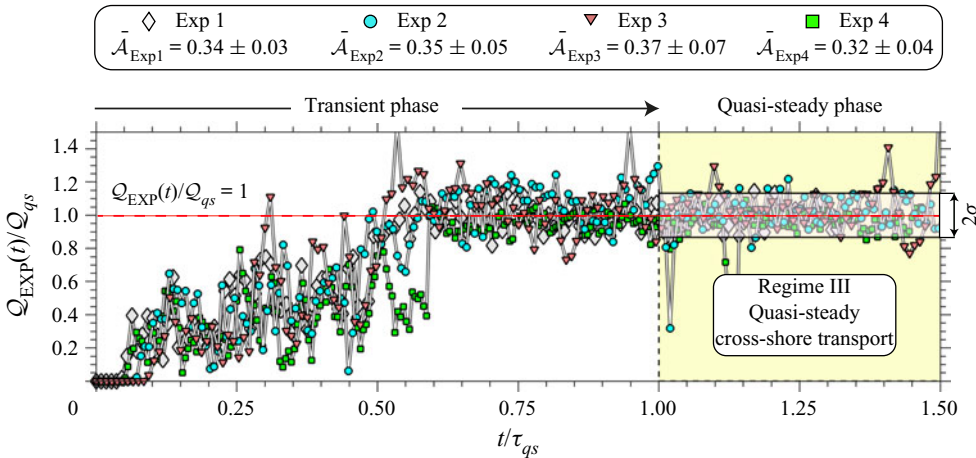 Exp 1 Exp 2 Exp 3 Exp 4
𝒜̄_Exp1 = 0.34 ± 0.03 𝒜̄_Exp2 = 0.35 ± 0.05 𝒜̄_Exp3 = 0.37 ± 0.07 𝒜̄_Exp4 = 0.32 ± 0.04
Transient phase Quasi-steady phase
1.4
1.2
1.0
0.8
0.6
0.4
0.2
𝒬_EXP(t)/𝒬_qs
𝒬_EXP(t)/𝒬_qs = 1
2σ
Regime III
Quasi-steady
cross-shore transport
0 0.25 0.50 0.75 1.00 1.25 1.50
t/τ_qs